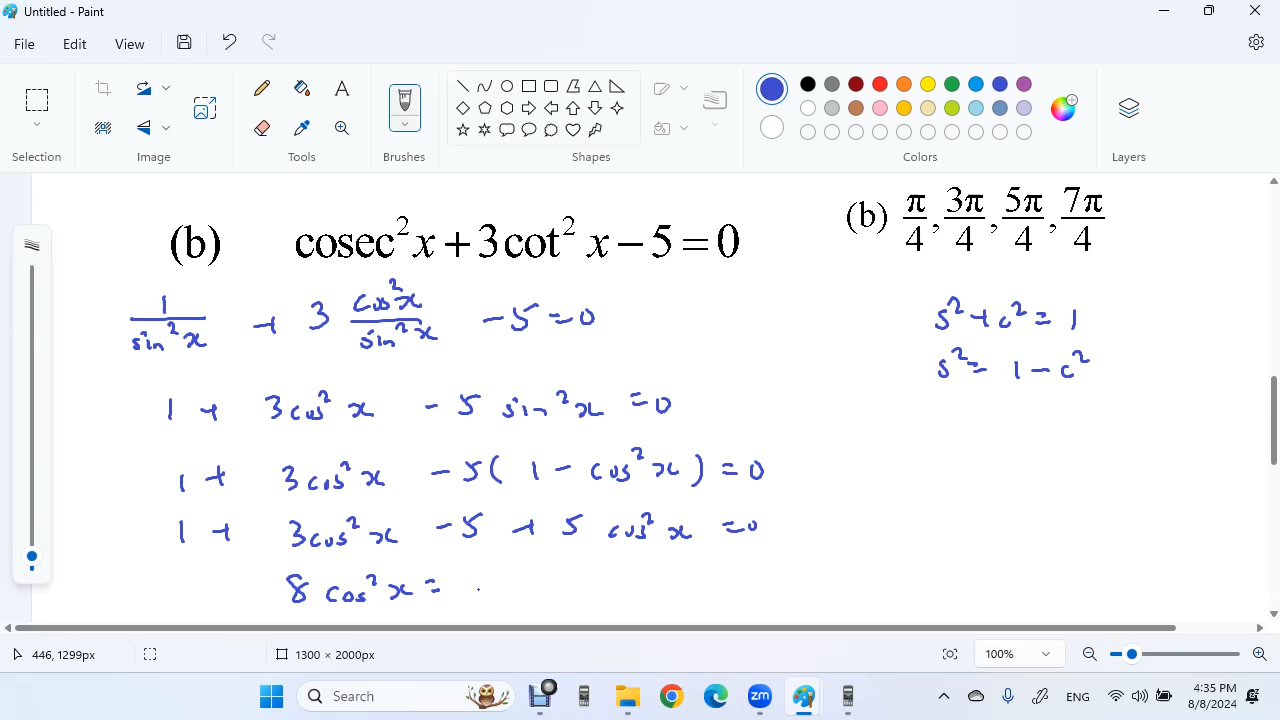 Untitled - Paint
File Edit View
Selection Image Tools Brushes Shapes Colors Layers
(b) cosec²x + 3cot² x − 5 = 0
(b) π/4, 3π/4, 5π/4, 7π/4
1/sin²x + 3 cos²x/sin²x − 5 = 0
s² + c² = 1
s² = 1 − c²
1 + 3cos²x − 5 sin²x = 0
1 + 3cos²x − 5(1 − cos²x) = 0
1 + 3cos²x − 5 + 5 cos²x = 0
8 cos²x =
446, 1299px 1300 × 2000px 100%
Search zm ENG 4:35 PM
8/8/2024